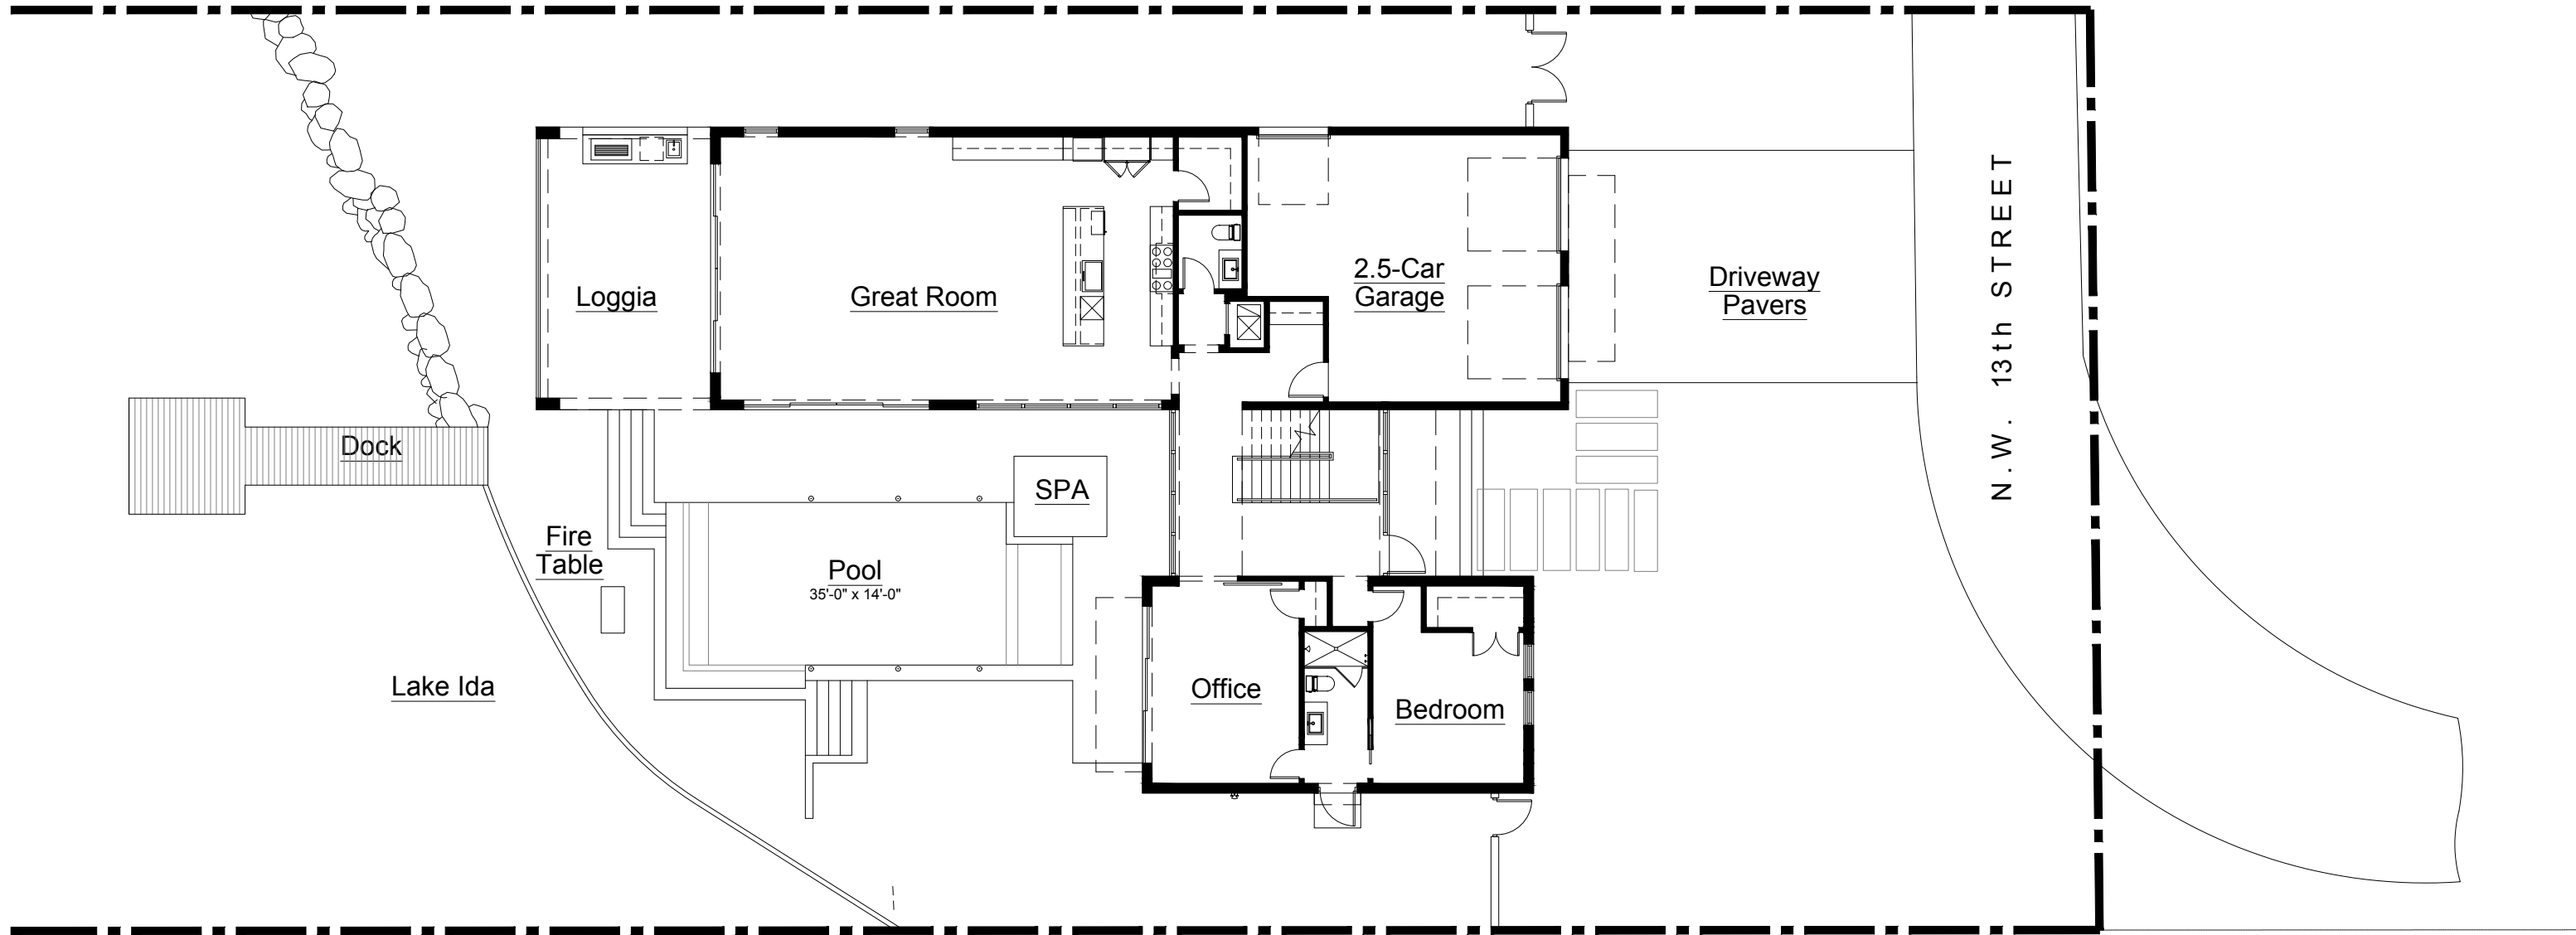 Loggia
Great Room
2.5-Car
Garage
Driveway
Pavers
N.W. 13th STREET
Dock
SPA
Fire
Table
Pool
35'-0" x 14'-0"
Lake Ida
Office
Bedroom